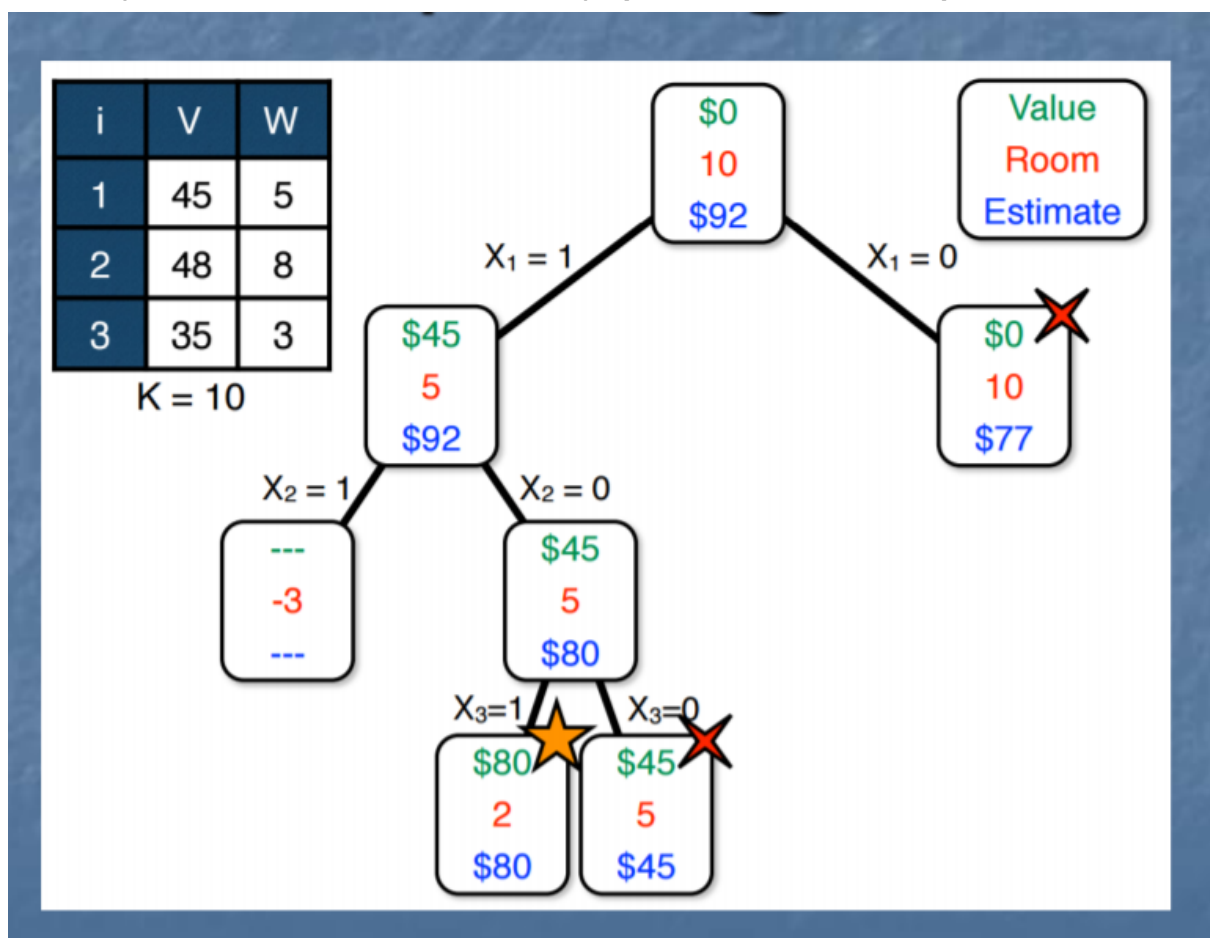 i V W
1 45 5
2 48 8
3 35 3
K = 10
Value
Room
Estimate
$0
10
$92
X₁ = 1
X₁ = 0
$45
5
$92
$0
10
$77
X₂ = 1
X₂ = 0
---
-3
---
$45
5
$80
X₃=1
X₃=0
$80
2
$80
$45
5
$45